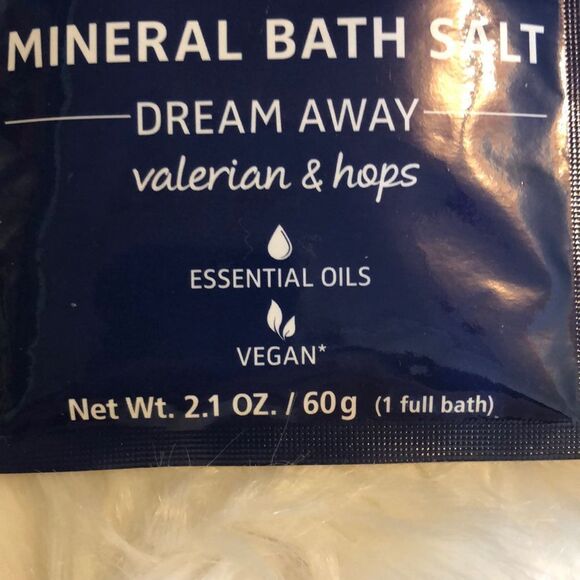 MINERAL BATH SALT
DREAM AWAY
valerian & hops
ESSENTIAL OILS
VEGAN*
Net Wt. 2.1 OZ. / 60g (1 full bath)